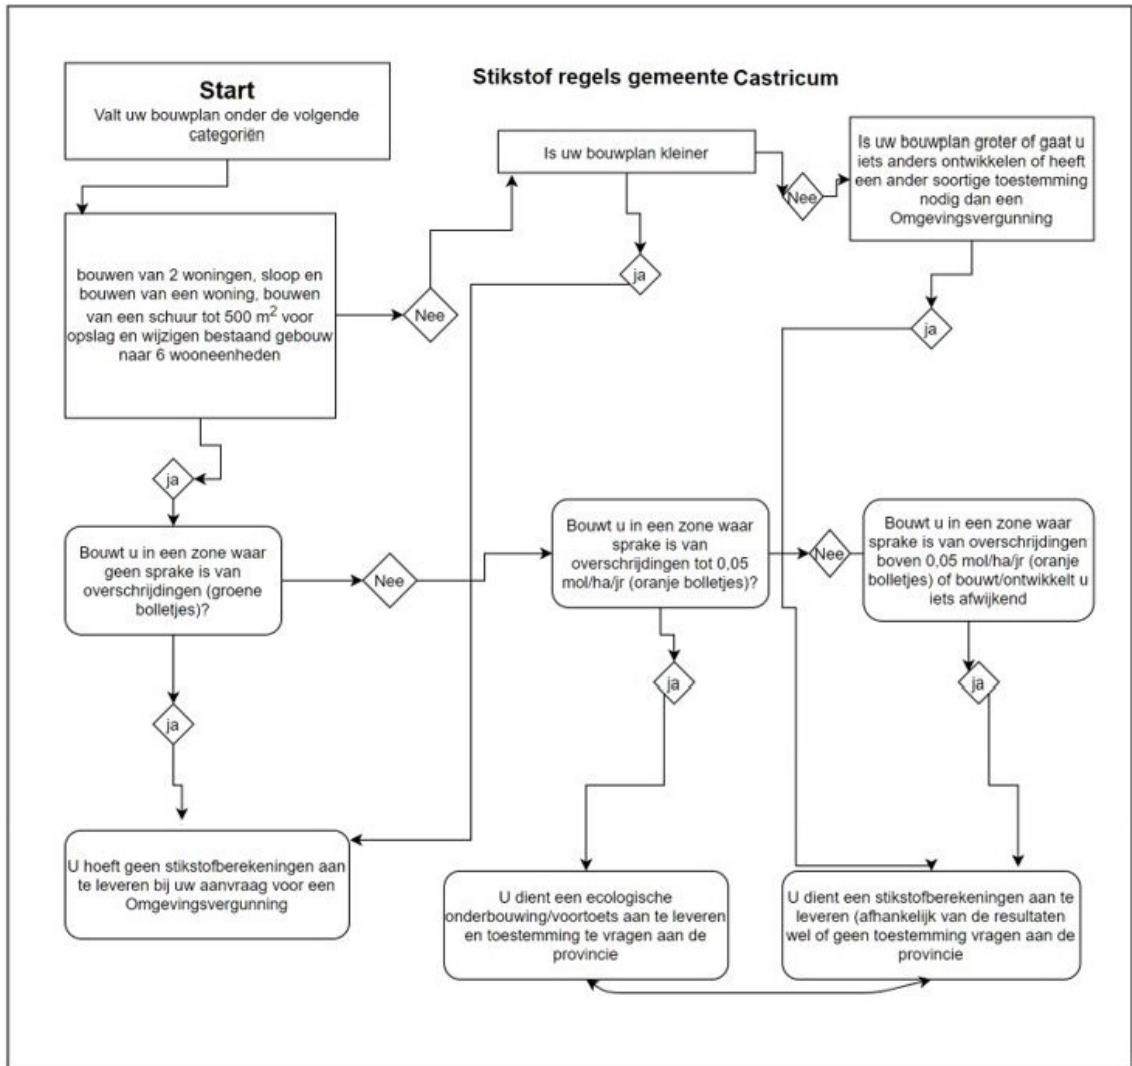 Stikstof regels gemeente Castricum
Start
Valt uw bouwplan onder de volgende
categoriën
Is uw bouwplan kleiner
Nee
Is uw bouwplan groter of gaat u
iets anders ontwikkelen of heeft
een ander soortige toestemming
nodig dan een
Omgevingsvergunning
bouwen van 2 woningen, sloop en
bouwen van een woning, bouwen
van een schuur tot 500 m² voor
opslag en wijzigen bestaand gebouw
naar 6 wooneenheden
Nee
ja
ja
ja
Bouwt u in een zone waar
geen sprake is van
overschrijdingen (groene
bolletjes)?
Nee
Bouwt u in een zone waar
sprake is van
overschrijdingen tot 0,05
mol/ha/jr (oranje bolletjes)?
Nee
Bouwt u in een zone waar
sprake is van overschrijdingen
boven 0,05 mol/ha/jr (oranje
bolletjes) of bouwt/ontwikkelt u
iets afwijkend
ja
ja
ja
U hoeft geen stikstofberekeningen aan
te leveren bij uw aanvraag voor een
Omgevingsvergunning
U dient een ecologische
onderbouwing/voortoets aan te leveren
en toestemming te vragen aan de
provincie
U dient een stikstofberekeningen aan te
leveren (afhankelijk van de resultaten
wel of geen toestemming vragen aan de
provincie